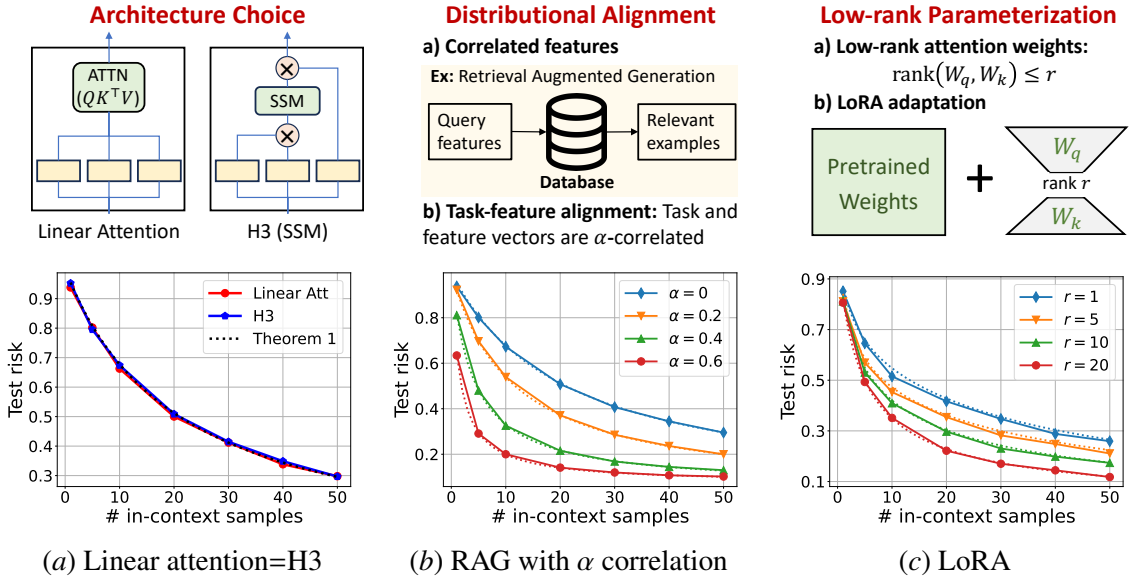 Architecture Choice
ATTN
(QK⊤V)
Linear Attention
×
SSM
×
H3 (SSM)
Distributional Alignment
a) Correlated features
Ex: Retrieval Augmented Generation
Query
features
Database
Relevant
examples
b) Task-feature alignment: Task and
feature vectors are α-correlated
Low-rank Parameterization
a) Low-rank attention weights:
rank(W_q, W_k) ≤ r
b) LoRA adaptation
Pretrained
Weights
+
W_q
rank r
W_k
Test risk
0.9
0.8
0.7
0.6
0.5
0.4
0.3
0 10 20 30 40 50
# in-context samples
Linear Att
H3
Theorem 1
(a) Linear attention=H3
Test risk
0.8
0.6
0.4
0.2
0 10 20 30 40 50
# in-context samples
α = 0
α = 0.2
α = 0.4
α = 0.6
(b) RAG with α correlation
Test risk
0.9
0.7
0.5
0.3
0.1
0 10 20 30 40 50
# in-context samples
r = 1
r = 5
r = 10
r = 20
(c) LoRA